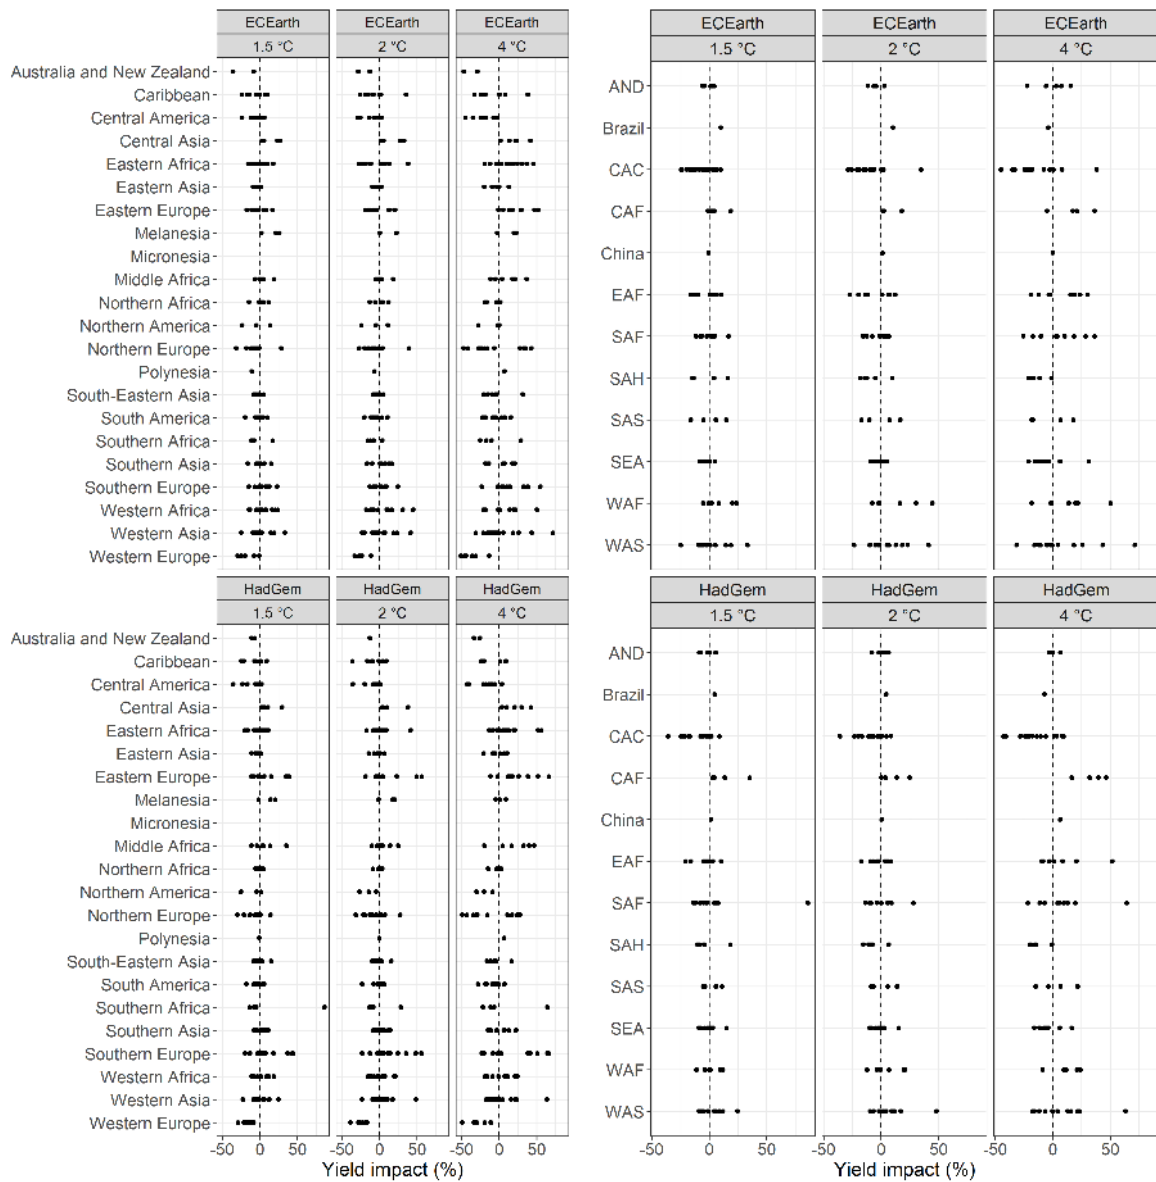 ECEarth ECEarth ECEarth
1.5 °C 2 °C 4 °C
Australia and New Zealand
Caribbean
Central America
Central Asia
Eastern Africa
Eastern Asia
Eastern Europe
Melanesia
Micronesia
Middle Africa
Northern Africa
Northern America
Northern Europe
Polynesia
South-Eastern Asia
South America
Southern Africa
Southern Asia
Southern Europe
Western Africa
Western Asia
Western Europe
HadGem HadGem HadGem
1.5 °C 2 °C 4 °C
Australia and New Zealand
Caribbean
Central America
Central Asia
Eastern Africa
Eastern Asia
Eastern Europe
Melanesia
Micronesia
Middle Africa
Northern Africa
Northern America
Northern Europe
Polynesia
South-Eastern Asia
South America
Southern Africa
Southern Asia
Southern Europe
Western Africa
Western Asia
Western Europe
-50 0 50 -50 0 50 -50 0 50
Yield impact (%)
ECEarth ECEarth ECEarth
1.5 °C 2 °C 4 °C
AND
Brazil
CAC
CAF
China
EAF
SAF
SAH
SAS
SEA
WAF
WAS
HadGem HadGem HadGem
1.5 °C 2 °C 4 °C
AND
Brazil
CAC
CAF
China
EAF
SAF
SAH
SAS
SEA
WAF
WAS
-50 0 50 -50 0 50 -50 0 50
Yield impact (%)